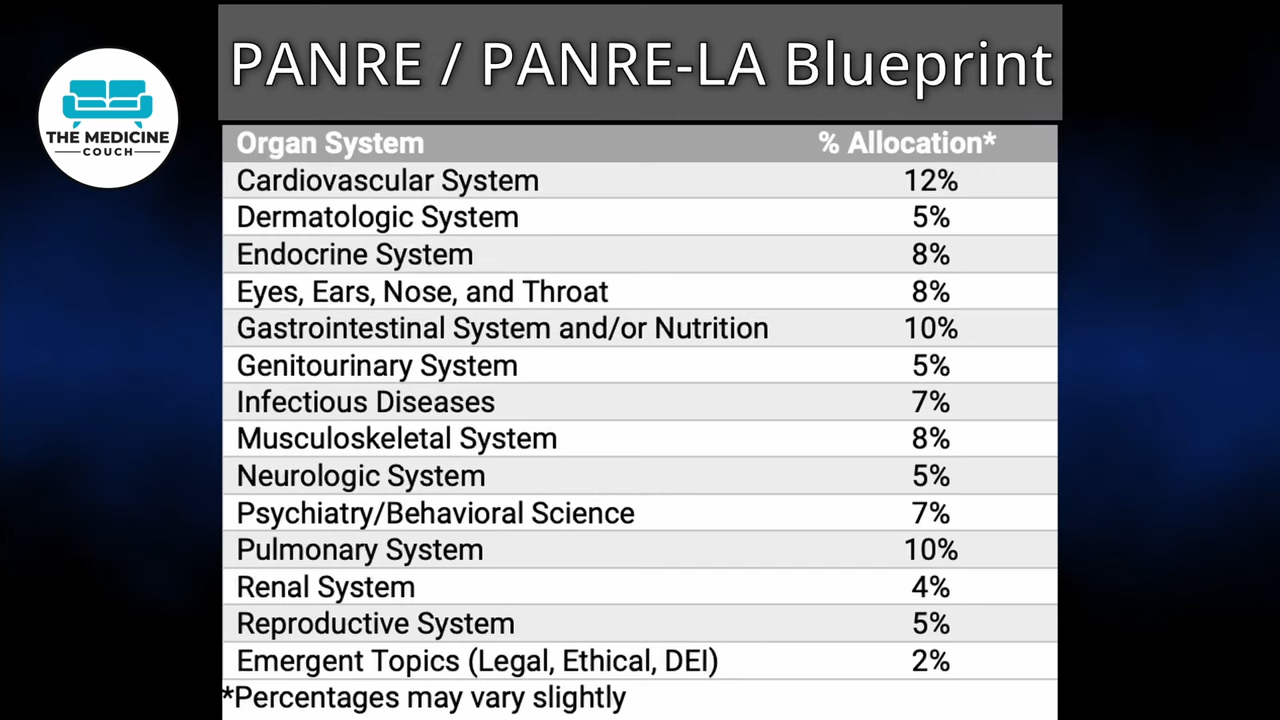 PANRE / PANRE-LA Blueprint
THE MEDICINE
COUCH
Organ System % Allocation*
Cardiovascular System 12%
Dermatologic System 5%
Endocrine System 8%
Eyes, Ears, Nose, and Throat 8%
Gastrointestinal System and/or Nutrition 10%
Genitourinary System 5%
Infectious Diseases 7%
Musculoskeletal System 8%
Neurologic System 5%
Psychiatry/Behavioral Science 7%
Pulmonary System 10%
Renal System 4%
Reproductive System 5%
Emergent Topics (Legal, Ethical, DEI) 2%
*Percentages may vary slightly